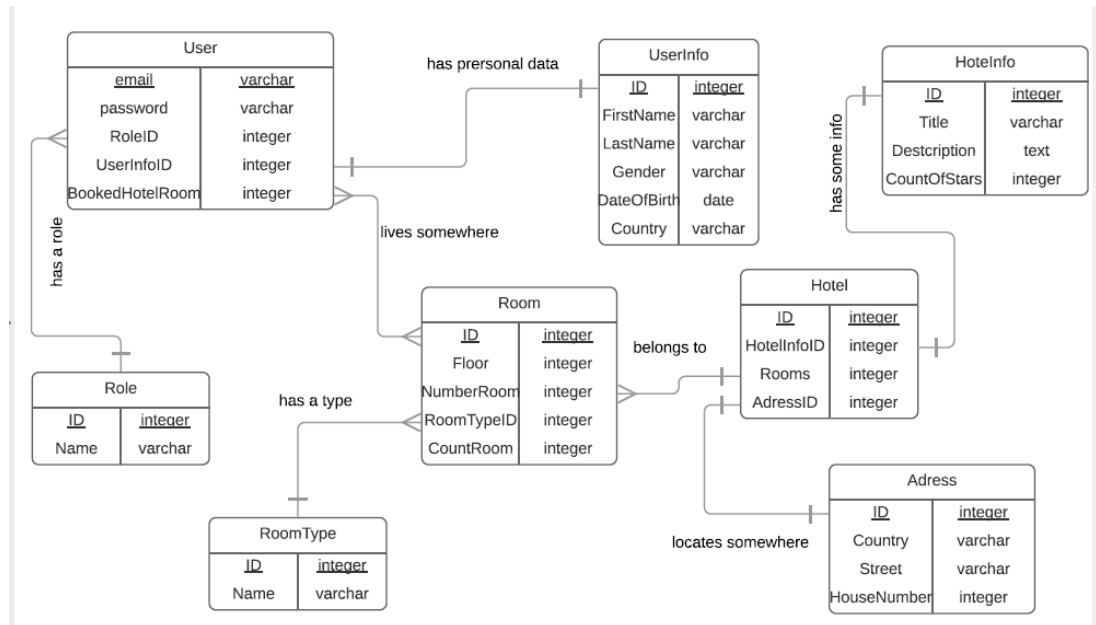 User
email varchar
password varchar
RoleID integer
UserInfoID integer
BookedHotelRoom integer
has prersonal data
UserInfo
ID integer
FirstName varchar
LastName varchar
Gender varchar
DateOfBirth date
Country varchar
HoteInfo
ID integer
Title varchar
Destcription text
CountOfStars integer
has some info
has a role
lives somewhere
Room
ID integer
Floor integer
NumberRoom integer
RoomTypeID integer
CountRoom integer
belongs to
Hotel
ID integer
HotelInfoID integer
Rooms integer
AdressID integer
Role
ID integer
Name varchar
has a type
RoomType
ID integer
Name varchar
locates somewhere
Adress
ID integer
Country varchar
Street varchar
HouseNumber integer